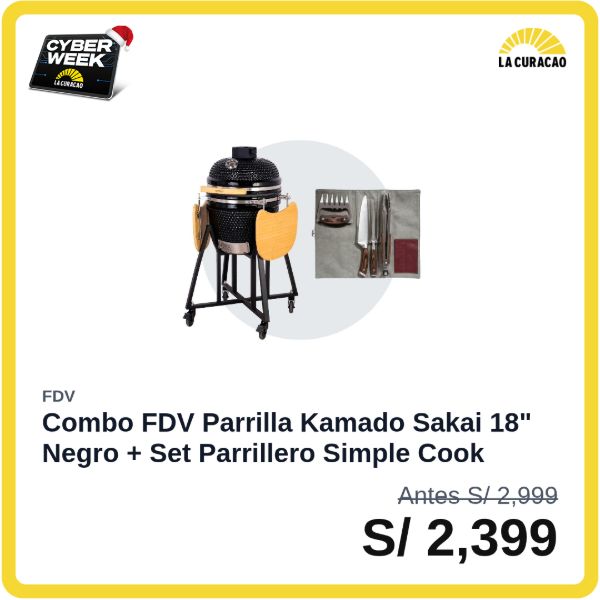 CYBER
WEEK
LA CURACAO
LA CURACAO
FDV
Combo FDV Parrilla Kamado Sakai 18"
Negro + Set Parrillero Simple Cook
Antes S/ 2,999
S/ 2,399